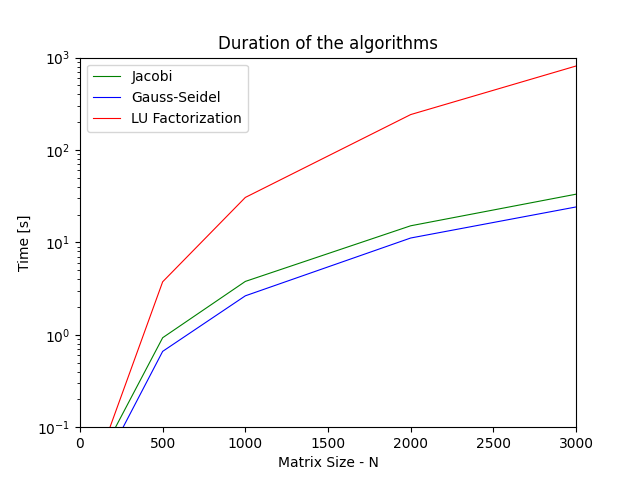 Duration of the algorithms
10³
10²
10¹
10⁰
10⁻¹
Time [s]
Jacobi
Gauss-Seidel
LU Factorization
0 500 1000 1500 2000 2500 3000
Matrix Size - N